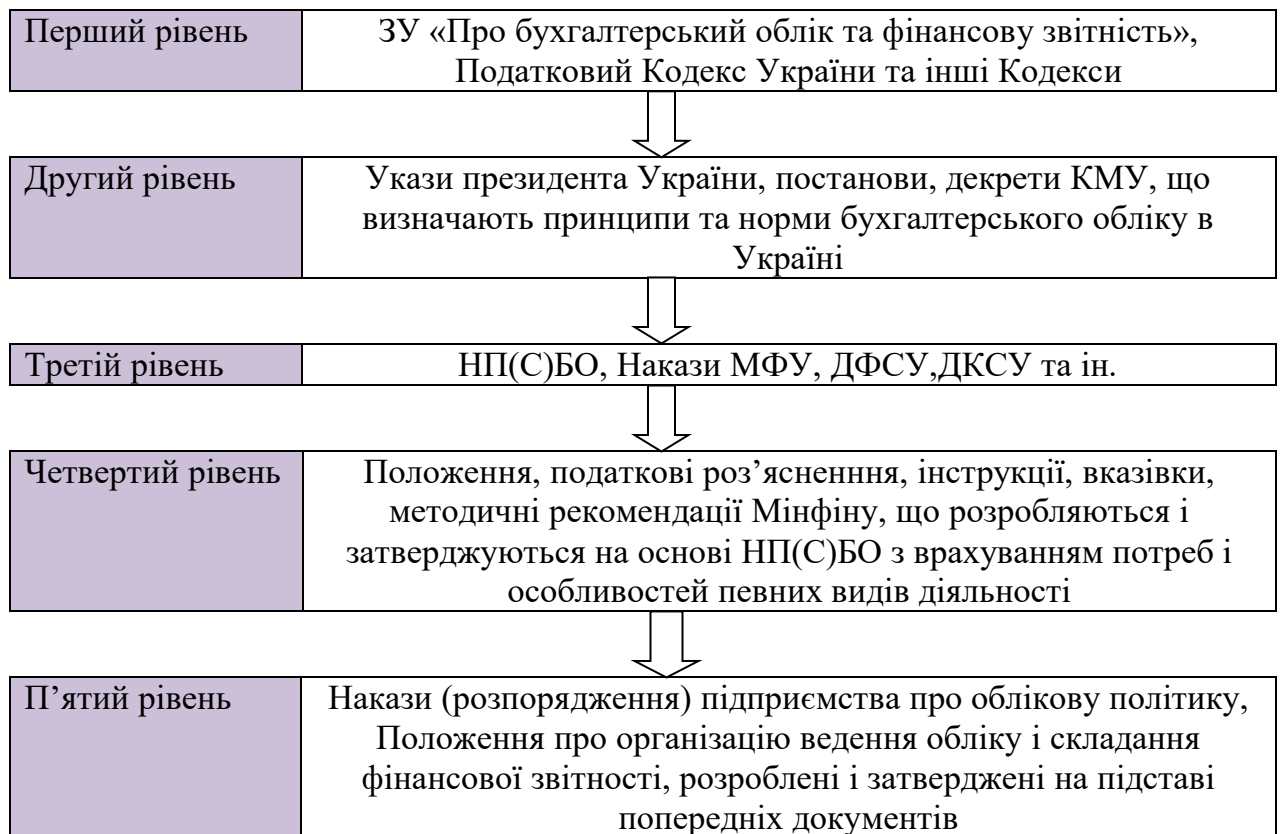 Перший рівень
ЗУ «Про бухгалтерський облік та фінансову звітність»,
Податковий Кодекс України та інші Кодекси
Другий рівень
Укази президента України, постанови, декрети КМУ, що
визначають принципи та норми бухгалтерського обліку в
Україні
Третій рівень
НП(С)БО, Накази МФУ, ДФСУ,ДКСУ та ін.
Четвертий рівень
Положення, податкові роз’ясненння, інструкції, вказівки,
методичні рекомендації Мінфіну, що розробляються і
затверджуються на основі НП(С)БО з врахуванням потреб і
особливостей певних видів діяльності
П’ятий рівень
Накази (розпорядження) підприємства про облікову політику,
Положення про організацію ведення обліку і складання
фінансової звітності, розроблені і затверджені на підставі
попередніх документів